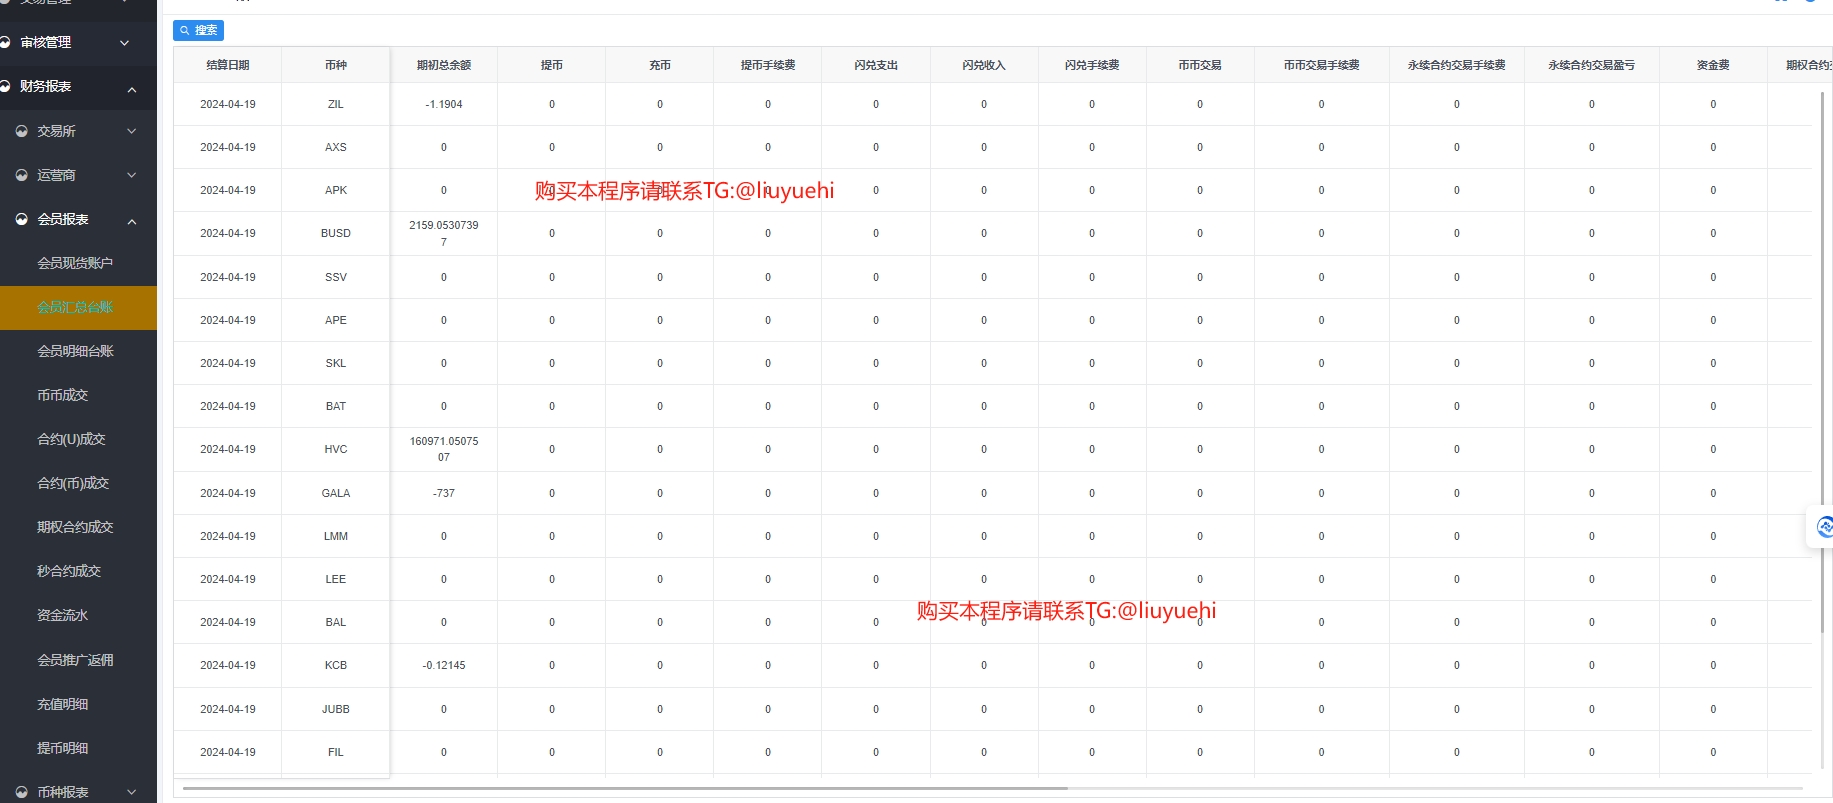 审核管理
财务报表
交易所
运营商
会员报表
会员现货账户
会员汇总台账
会员明细台账
币币成交
合约(U)成交
合约(币)成交
期权合约成交
秒合约成交
资金流水
会员推广返佣
充值明细
提币明细
币种报表
搜索
结算日期 币种 期初总余额 提币 充币 提币手续费 闪兑支出 闪兑收入 闪兑手续费 币币交易 币币交易手续费 永续合约交易手续费 永续合约交易盈亏 资金费 期权合约
2024-04-19 ZIL -1.1904 0 0 0 0 0 0 0 0 0 0 0
2024-04-19 AXS 0 0 0 0 0 0 0 0 0 0 0 0
2024-04-19 APK 0 0 0 0 0 0 0 0 0 0 0 0
购买本程序请联系TG:@liuyuehi
2024-04-19 BUSD 2159.0530739
7 0 0 0 0 0 0 0 0 0 0 0
2024-04-19 SSV 0 0 0 0 0 0 0 0 0 0 0 0
2024-04-19 APE 0 0 0 0 0 0 0 0 0 0 0 0
2024-04-19 SKL 0 0 0 0 0 0 0 0 0 0 0 0
2024-04-19 BAT 0 0 0 0 0 0 0 0 0 0 0 0
2024-04-19 HVC 160971.05075
07 0 0 0 0 0 0 0 0 0 0 0
2024-04-19 GALA -737 0 0 0 0 0 0 0 0 0 0 0
2024-04-19 LMM 0 0 0 0 0 0 0 0 0 0 0 0
2024-04-19 LEE 0 0 0 0 0 0 0 0 0 0 0 0
购买本程序请联系TG:@liuyuehi
2024-04-19 BAL 0 0 0 0 0 0 0 0 0 0 0 0
2024-04-19 KCB -0.12145 0 0 0 0 0 0 0 0 0 0 0
2024-04-19 JUBB 0 0 0 0 0 0 0 0 0 0 0 0
2024-04-19 FIL 0 0 0 0 0 0 0 0 0 0 0 0